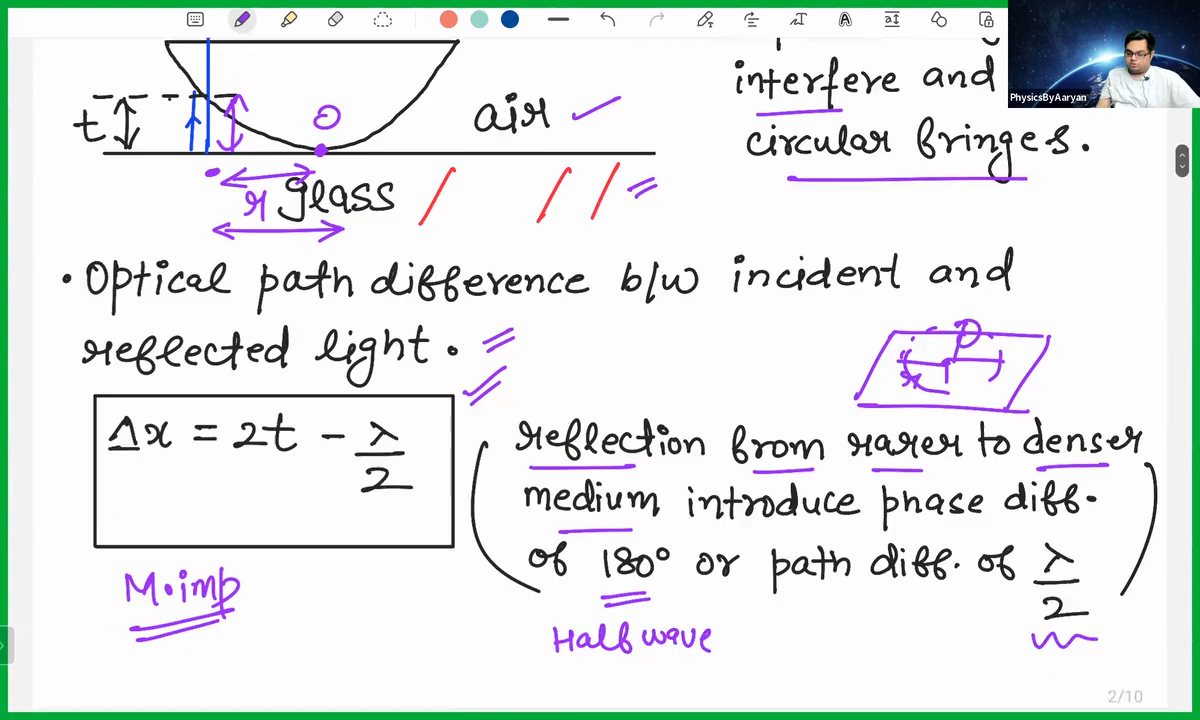 interfere and
PhysicsByAaryan
t
O
air
circular fringes.
r glass
• Optical path difference b/w incident and
reflected light.
D
r
Δx = 2t - λ/2
(reflection from rarer to denser
medium introduce phase diff.
of 180° or path diff. of λ/2)
M.imp
Half wave
2/10